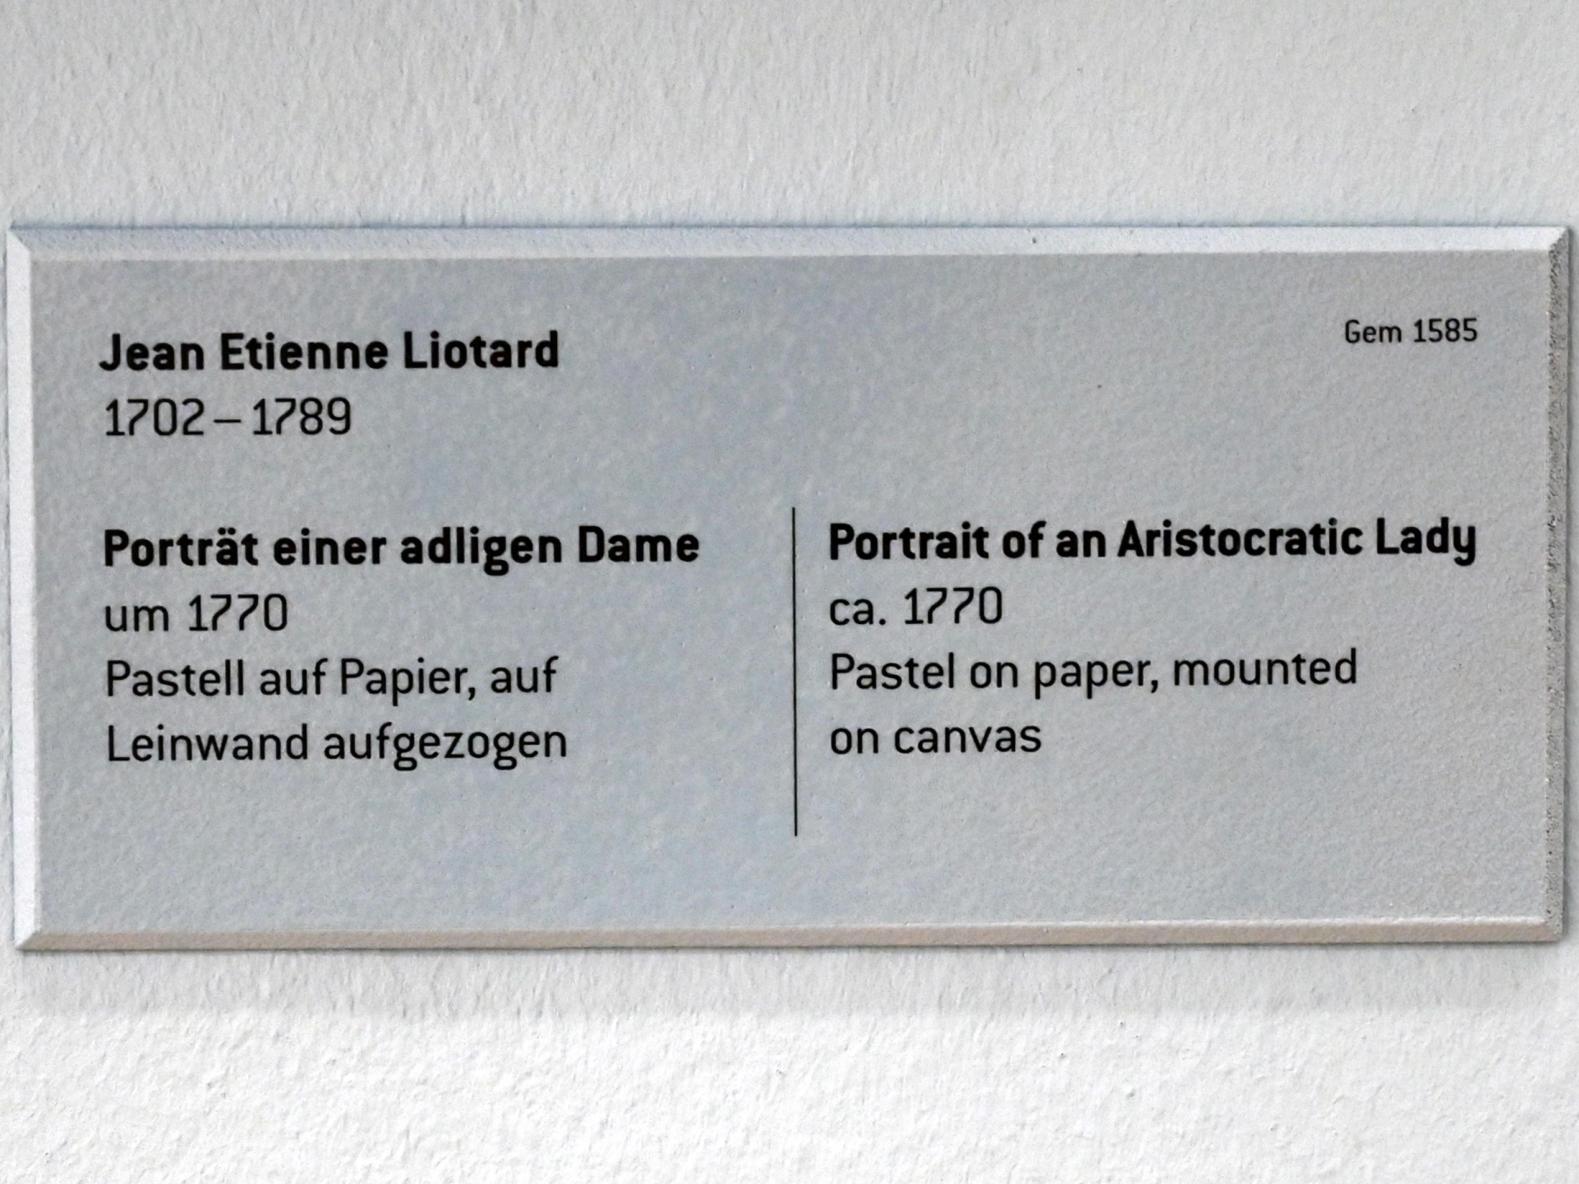 Jean Etienne Liotard
1702 – 1789
Gem 1585
Porträt einer adligen Dame
um 1770
Pastell auf Papier, auf
Leinwand aufgezogen
Portrait of an Aristocratic Lady
ca. 1770
Pastel on paper, mounted
on canvas